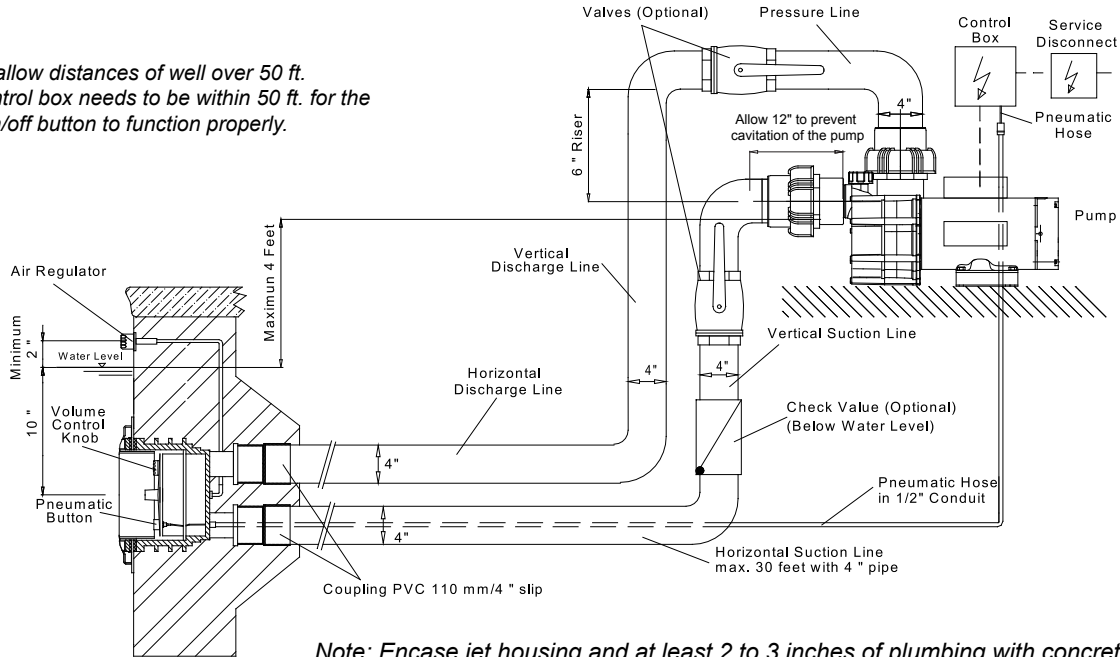 allow distances of well over 50 ft.
ntrol box needs to be within 50 ft. for the
n/off button to function properly.
Valves (Optional)
Pressure Line
Control
Box
Service
Disconnect
Pneumatic
Hose
4"
Allow 12" to prevent
cavitation of the pump
6 " Riser
Pump
Maximun 4 Feet
Vertical
Discharge Line
Air Regulator
Minimum
2 "
Water Level
10 "
Vertical Suction Line
4"
4"
Horizontal
Discharge Line
Volume
Control
Knob
Check Value (Optional)
(Below Water Level)
4"
Pneumatic
Button
Pneumatic Hose
in 1/2" Conduit
4"
Horizontal Suction Line
max. 30 feet with 4 " pipe
Coupling PVC 110 mm/4 " slip
Note: Encase jet housing and at least 2 to 3 inches of plumbing with concret